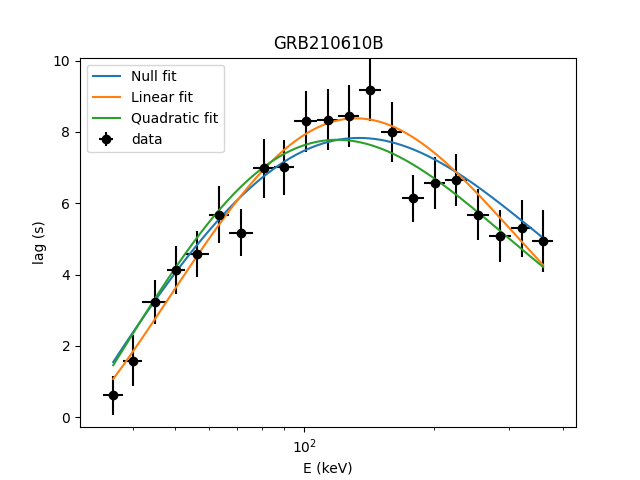 GRB210610B
Null fit
Linear fit
Quadratic fit
data
lag (s)
10
8
6
4
2
0
10²
E (keV)